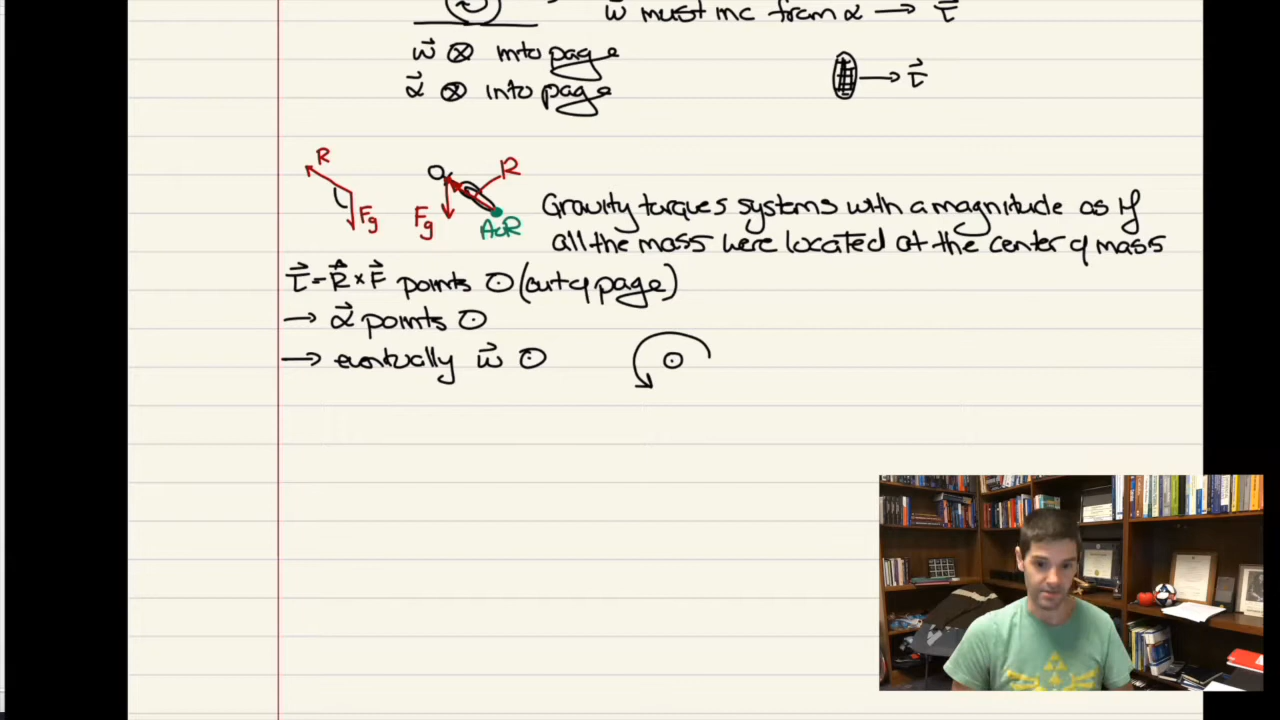 ω⃗ must inc from α → τ⃗
ω⃗ ⊗ into page
α⃗ ⊗ into page
→ τ⃗
R
Fg
R
Fg
AoR
Gravity torques systems with a magnitude as if
all the mass were located at the center of mass
τ⃗ = R⃗ × F⃗ points ⊙ (out of page)
→ α⃗ points ⊙
→ eventually ω⃗ ⊙